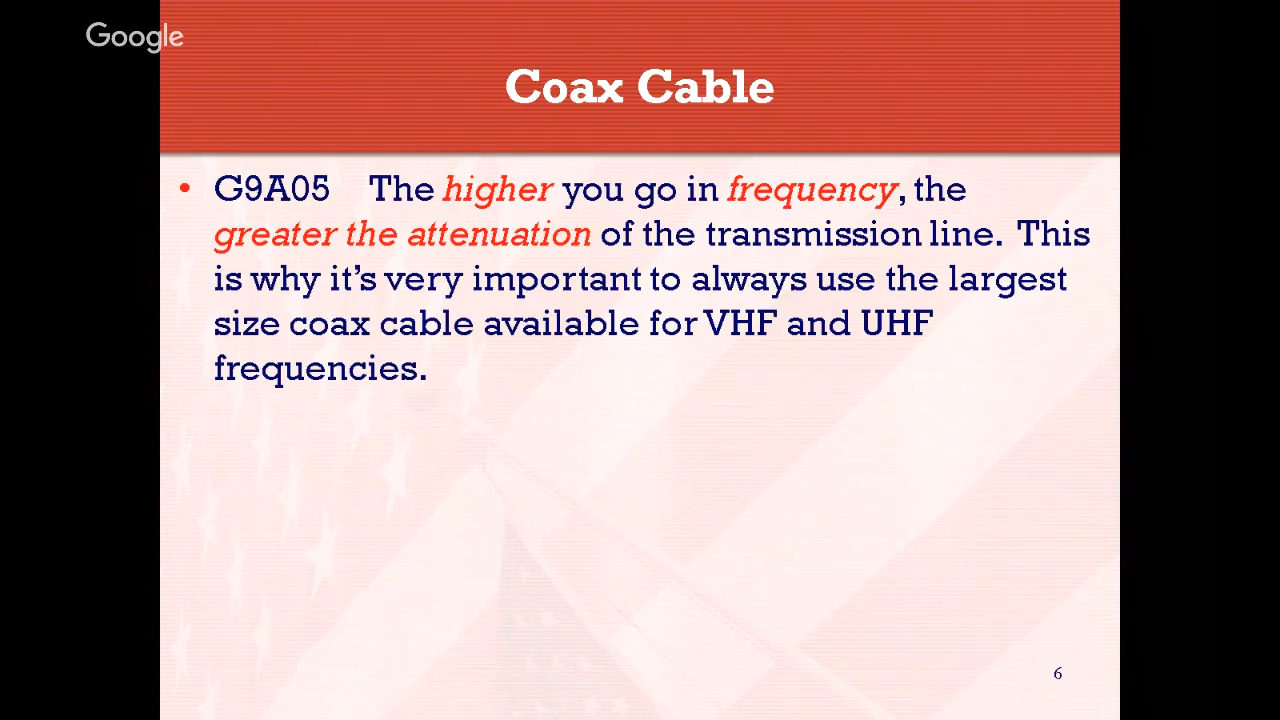 Google
Coax Cable
• G9A05 The higher you go in frequency, the
greater the attenuation of the transmission line. This
is why it's very important to always use the largest
size coax cable available for VHF and UHF
frequencies.
6